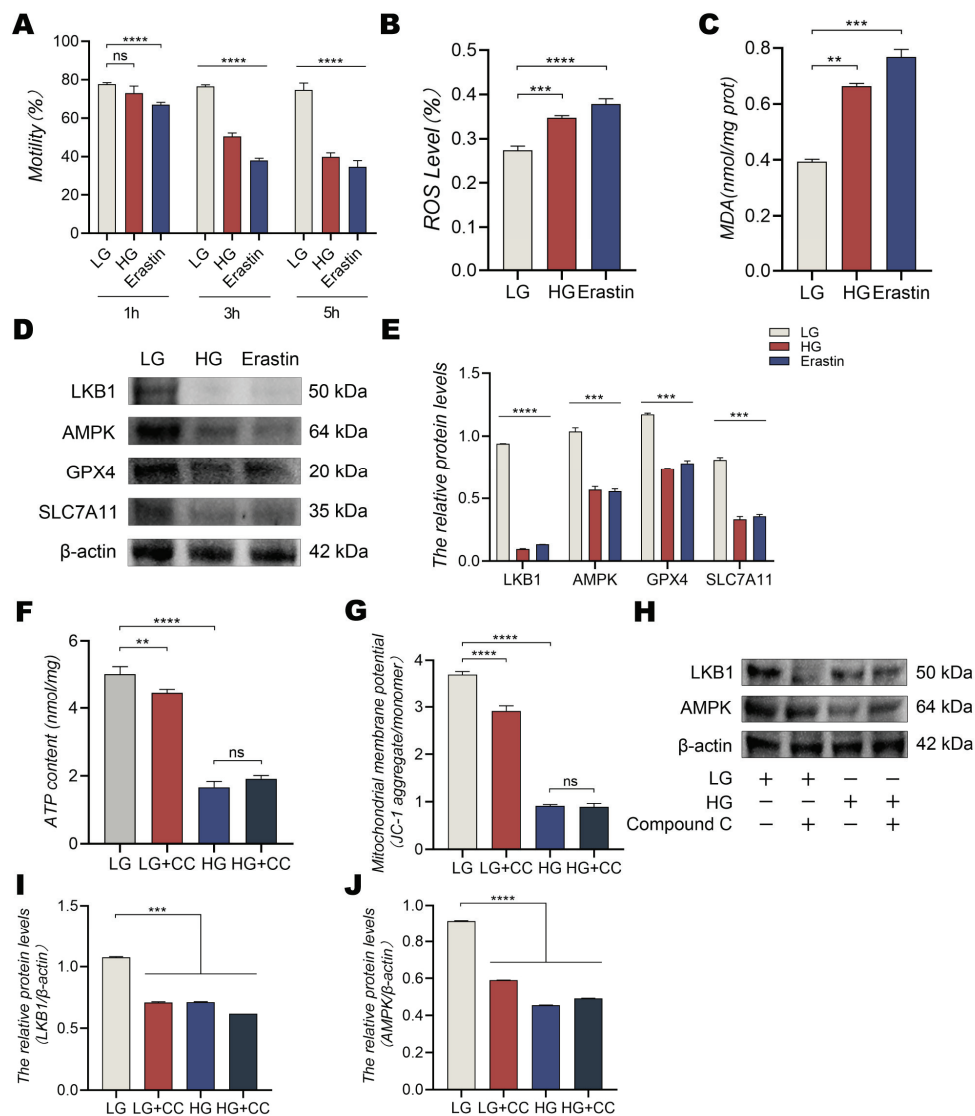 A
Motility (%)
100
80
60
40
20
0
****
ns
****
****
LG
HG
Erastin
LG
HG
Erastin
LG
HG
Erastin
1h
3h
5h
B
ROS Level (%)
0.5
0.4
0.3
0.2
0.1
0.0
****
***
LG
HG
Erastin
C
MDA(nmol/mg prot)
0.8
0.6
0.4
0.2
0.0
***
**
LG
HG
Erastin
D
LG HG Erastin
LKB1 50 kDa
AMPK 64 kDa
GPX4 20 kDa
SLC7A11 35 kDa
β-actin 42 kDa
E
LG
HG
Erastin
The relative protein levels
1.5
1.0
0.5
0.0
****
***
***
***
LKB1 AMPK GPX4 SLC7A11
F
ATP content (nmol/mg)
6
4
2
0
****
**
ns
LG LG+CC HG HG+CC
G
Mitochondrial membrane potential
(JC-1 aggregate/monomer)
4
3
2
1
0
****
****
ns
LG LG+CC HG HG+CC
H
LKB1 50 kDa
AMPK 64 kDa
β-actin 42 kDa
LG + + − −
HG − − + +
Compound C − + − +
I
The relative protein levels
(LKB1/β-actin)
1.5
1.0
0.5
0.0
***
LG LG+CC HG HG+CC
J
The relative protein levels
(AMPK/β-actin)
1.0
0.8
0.6
0.4
0.2
0.0
****
LG LG+CC HG HG+CC